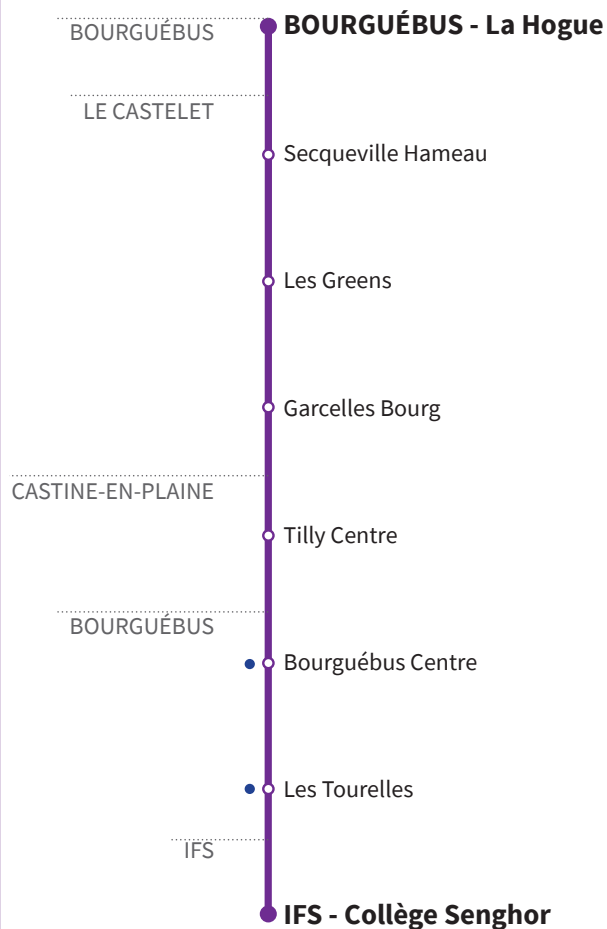 BOURGUÉBUS
BOURGUÉBUS - La Hogue
LE CASTELET
Secqueville Hameau
Les Greens
Garcelles Bourg
CASTINE-EN-PLAINE
Tilly Centre
BOURGUÉBUS
Bourguébus Centre
Les Tourelles
IFS
IFS - Collège Senghor